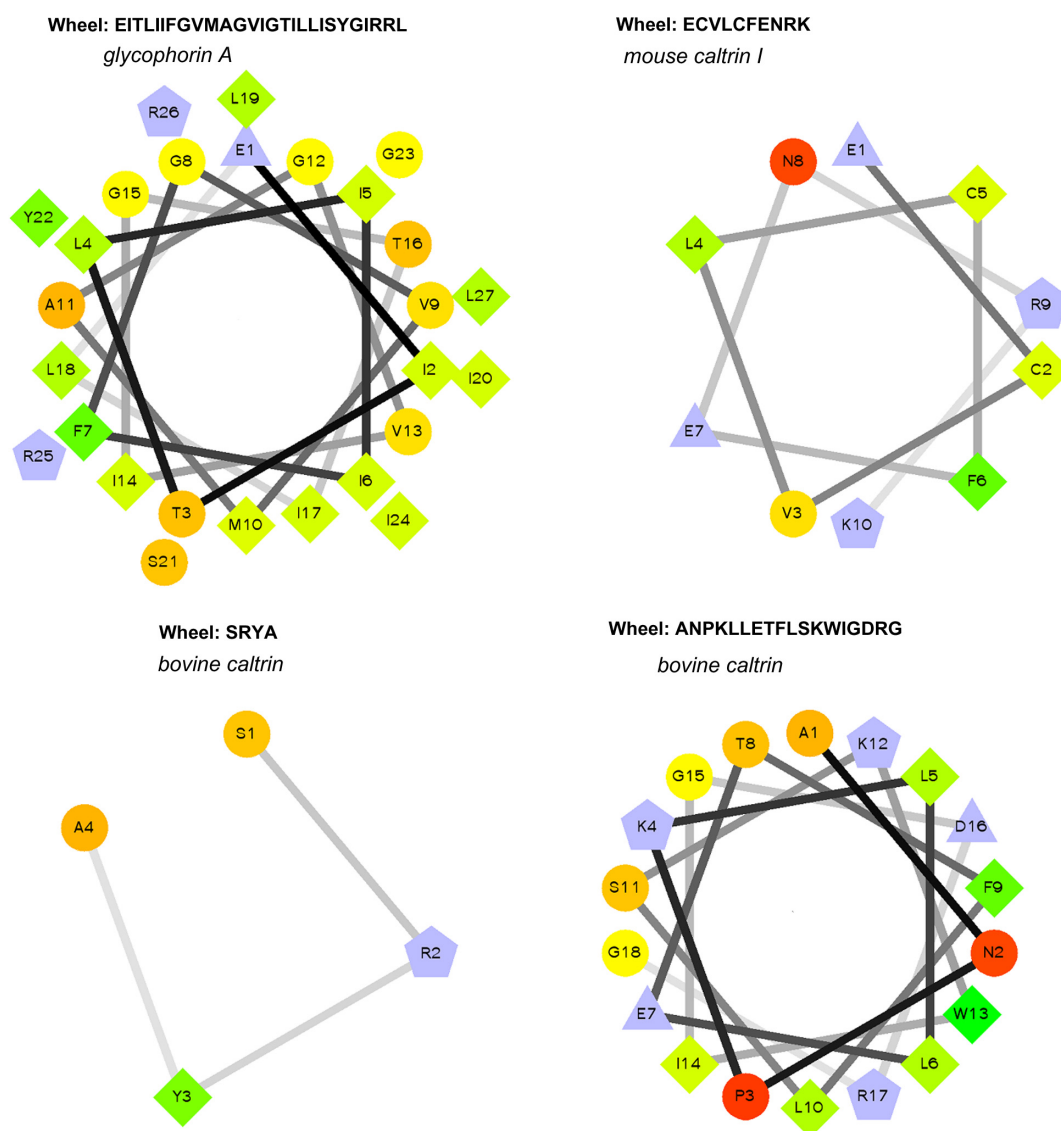 Wheel: EITLIIFGVMAGVIGTILLISYGIRRL
glycophorin A
L19
R26
E1
G8
G12
G23
G15
I5
Y22
L4
T16
A11
V9
L27
L18
I2
I20
F7
V13
R25
I14
I6
T3
M10
I17
I24
S21
Wheel: ECVLCFENRK
mouse caltrin I
N8
E1
C5
L4
R9
C2
E7
F6
V3
K10
Wheel: SRYA
bovine caltrin
S1
A4
R2
Y3
Wheel: ANPKLLETFLSKWIGDRG
bovine caltrin
A1
T8
K12
G15
L5
K4
D16
S11
F9
G18
N2
E7
W13
I14
L6
P3
R17
L10